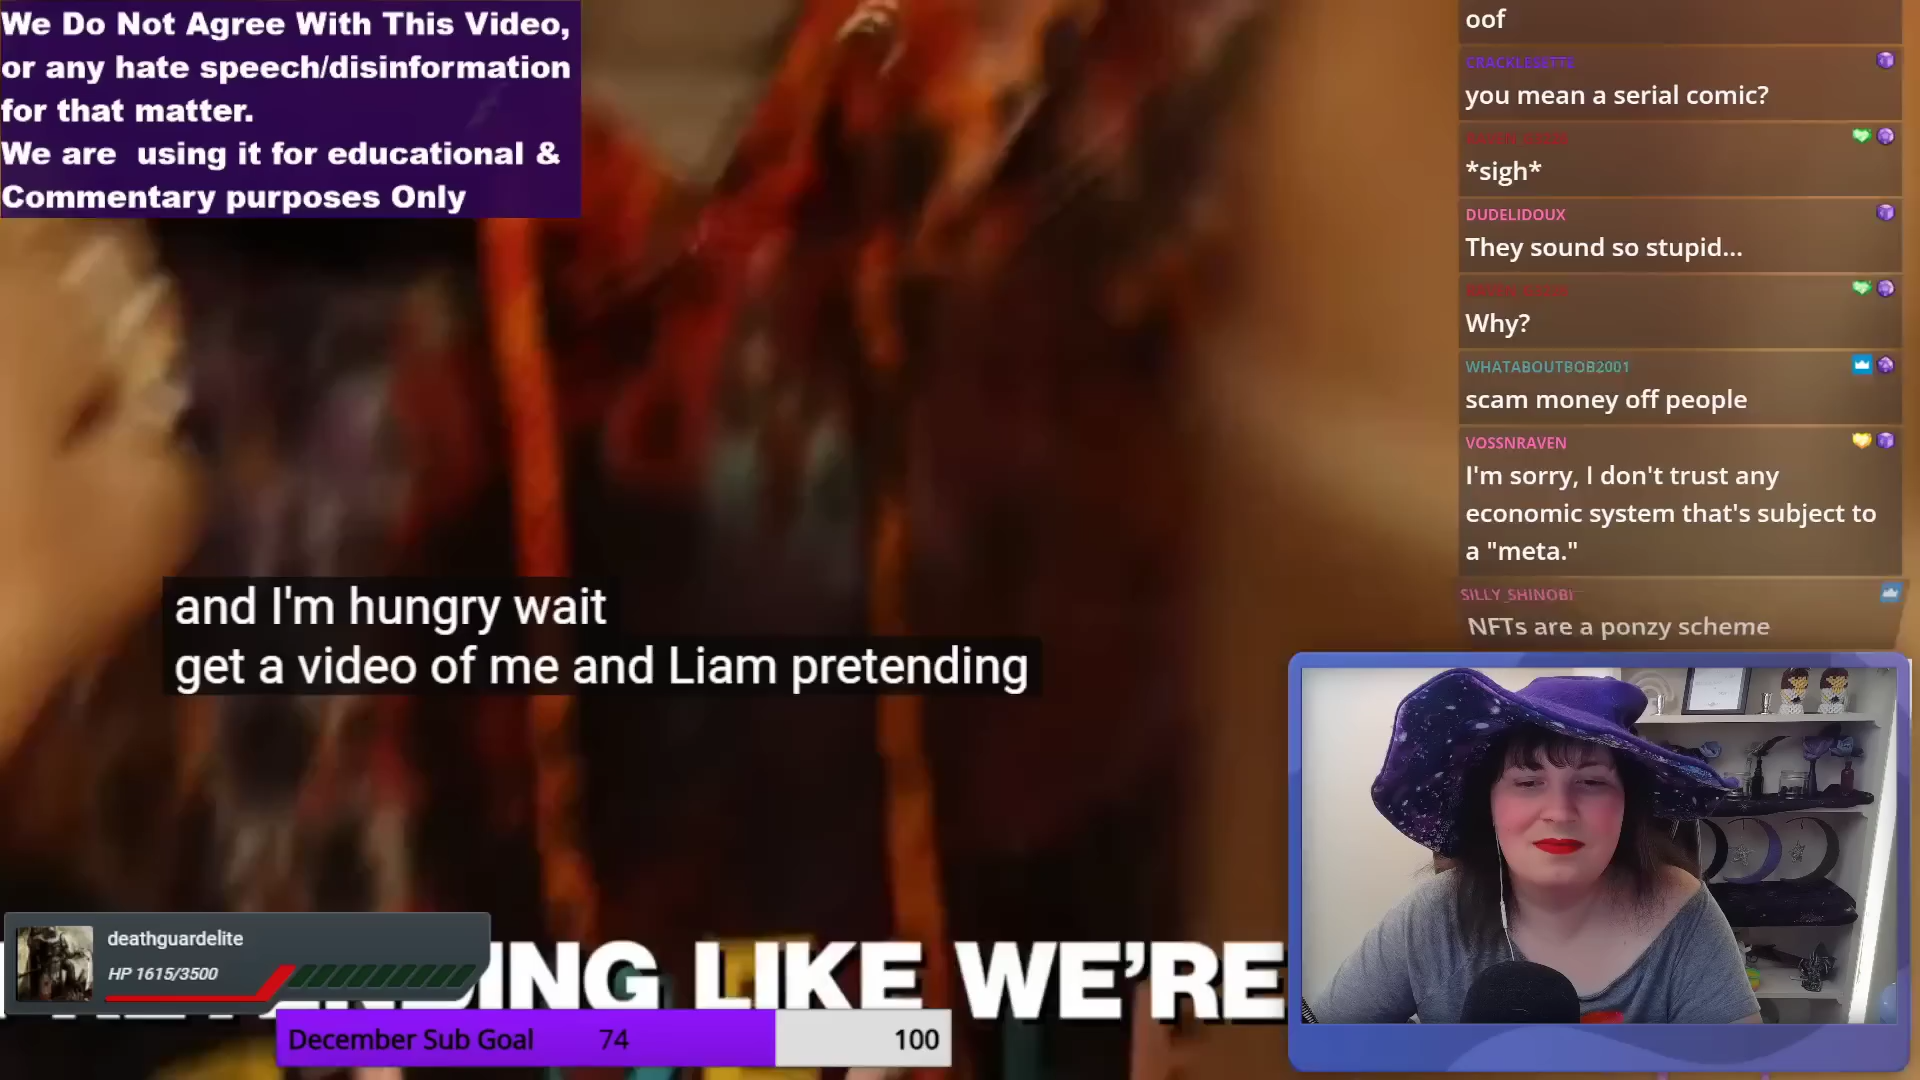 We Do Not Agree With This Video,
or any hate speech/disinformation
for that matter.
We are using it for educational &
Commentary purposes Only
oof
CRACKLESETTE
you mean a serial comic?
*sigh*
DUDELIDOUX
They sound so stupid...
Why?
WHATABOUTBOB2001
scam money off people
VOSSNRAVEN
I'm sorry, I don't trust any
economic system that's subject to
a "meta."
SILLY_SHINOBI
NFTs are a ponzy scheme
and I'm hungry wait
get a video of me and Liam pretending
deathguardelite
HP 1615/3500
DING LIKE WE'RE
December Sub Goal 74 100